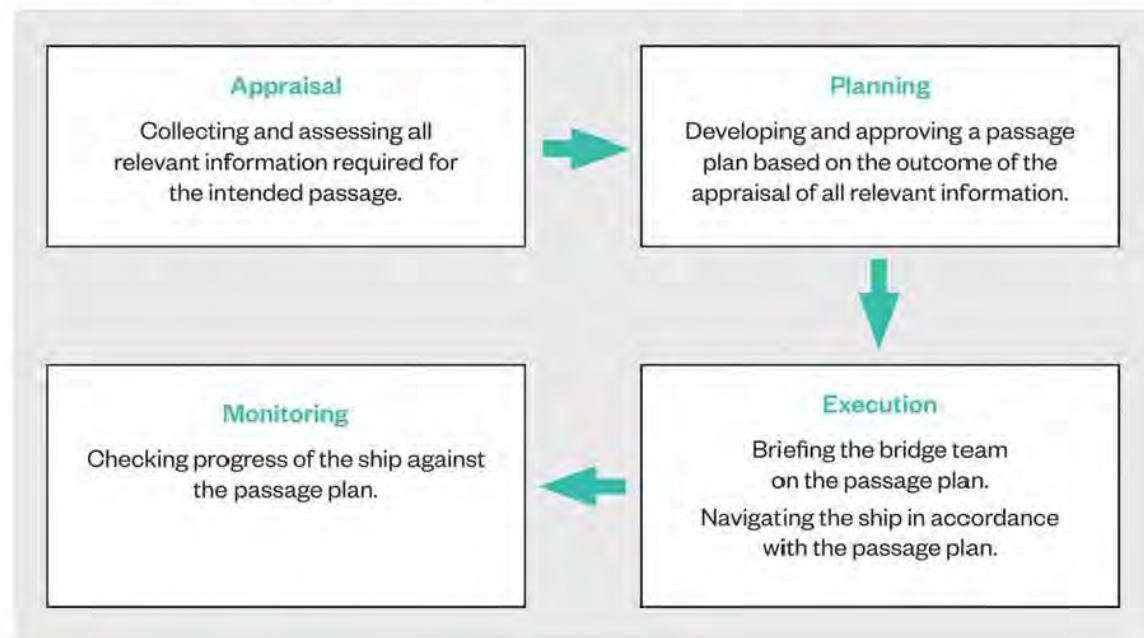 Appraisal
Collecting and assessing all
relevant information required for
the intended passage.
Planning
Developing and approving a passage
plan based on the outcome of the
appraisal of all relevant information.
Execution
Briefing the bridge team
on the passage plan.
Navigating the ship in accordance
with the passage plan.
Monitoring
Checking progress of the ship against
the passage plan.